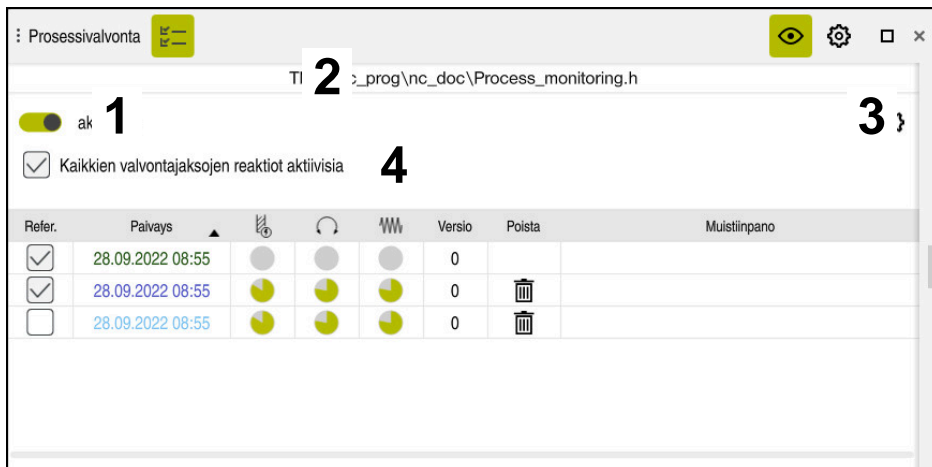 Prosessivalvonta
2 _prog\nc_doc\Process_monitoring.h
1 3
Kaikkien valvontajaksojen reaktiot aktiivisia 4
Refer. Paivays Versio Poista Muistiinpano
28.09.2022 08:55 0
28.09.2022 08:55 0
28.09.2022 08:55 0